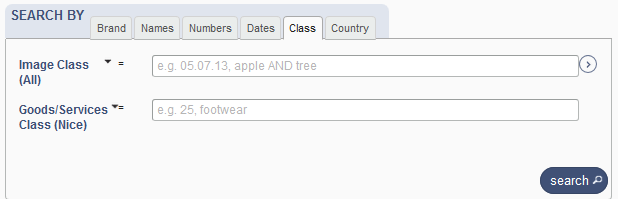 SEARCH BY
Brand Names Numbers Dates Class Country
Image Class (All) = e.g. 05.07.13, apple AND tree
Goods/Services Class (Nice) = e.g. 25, footwear
search